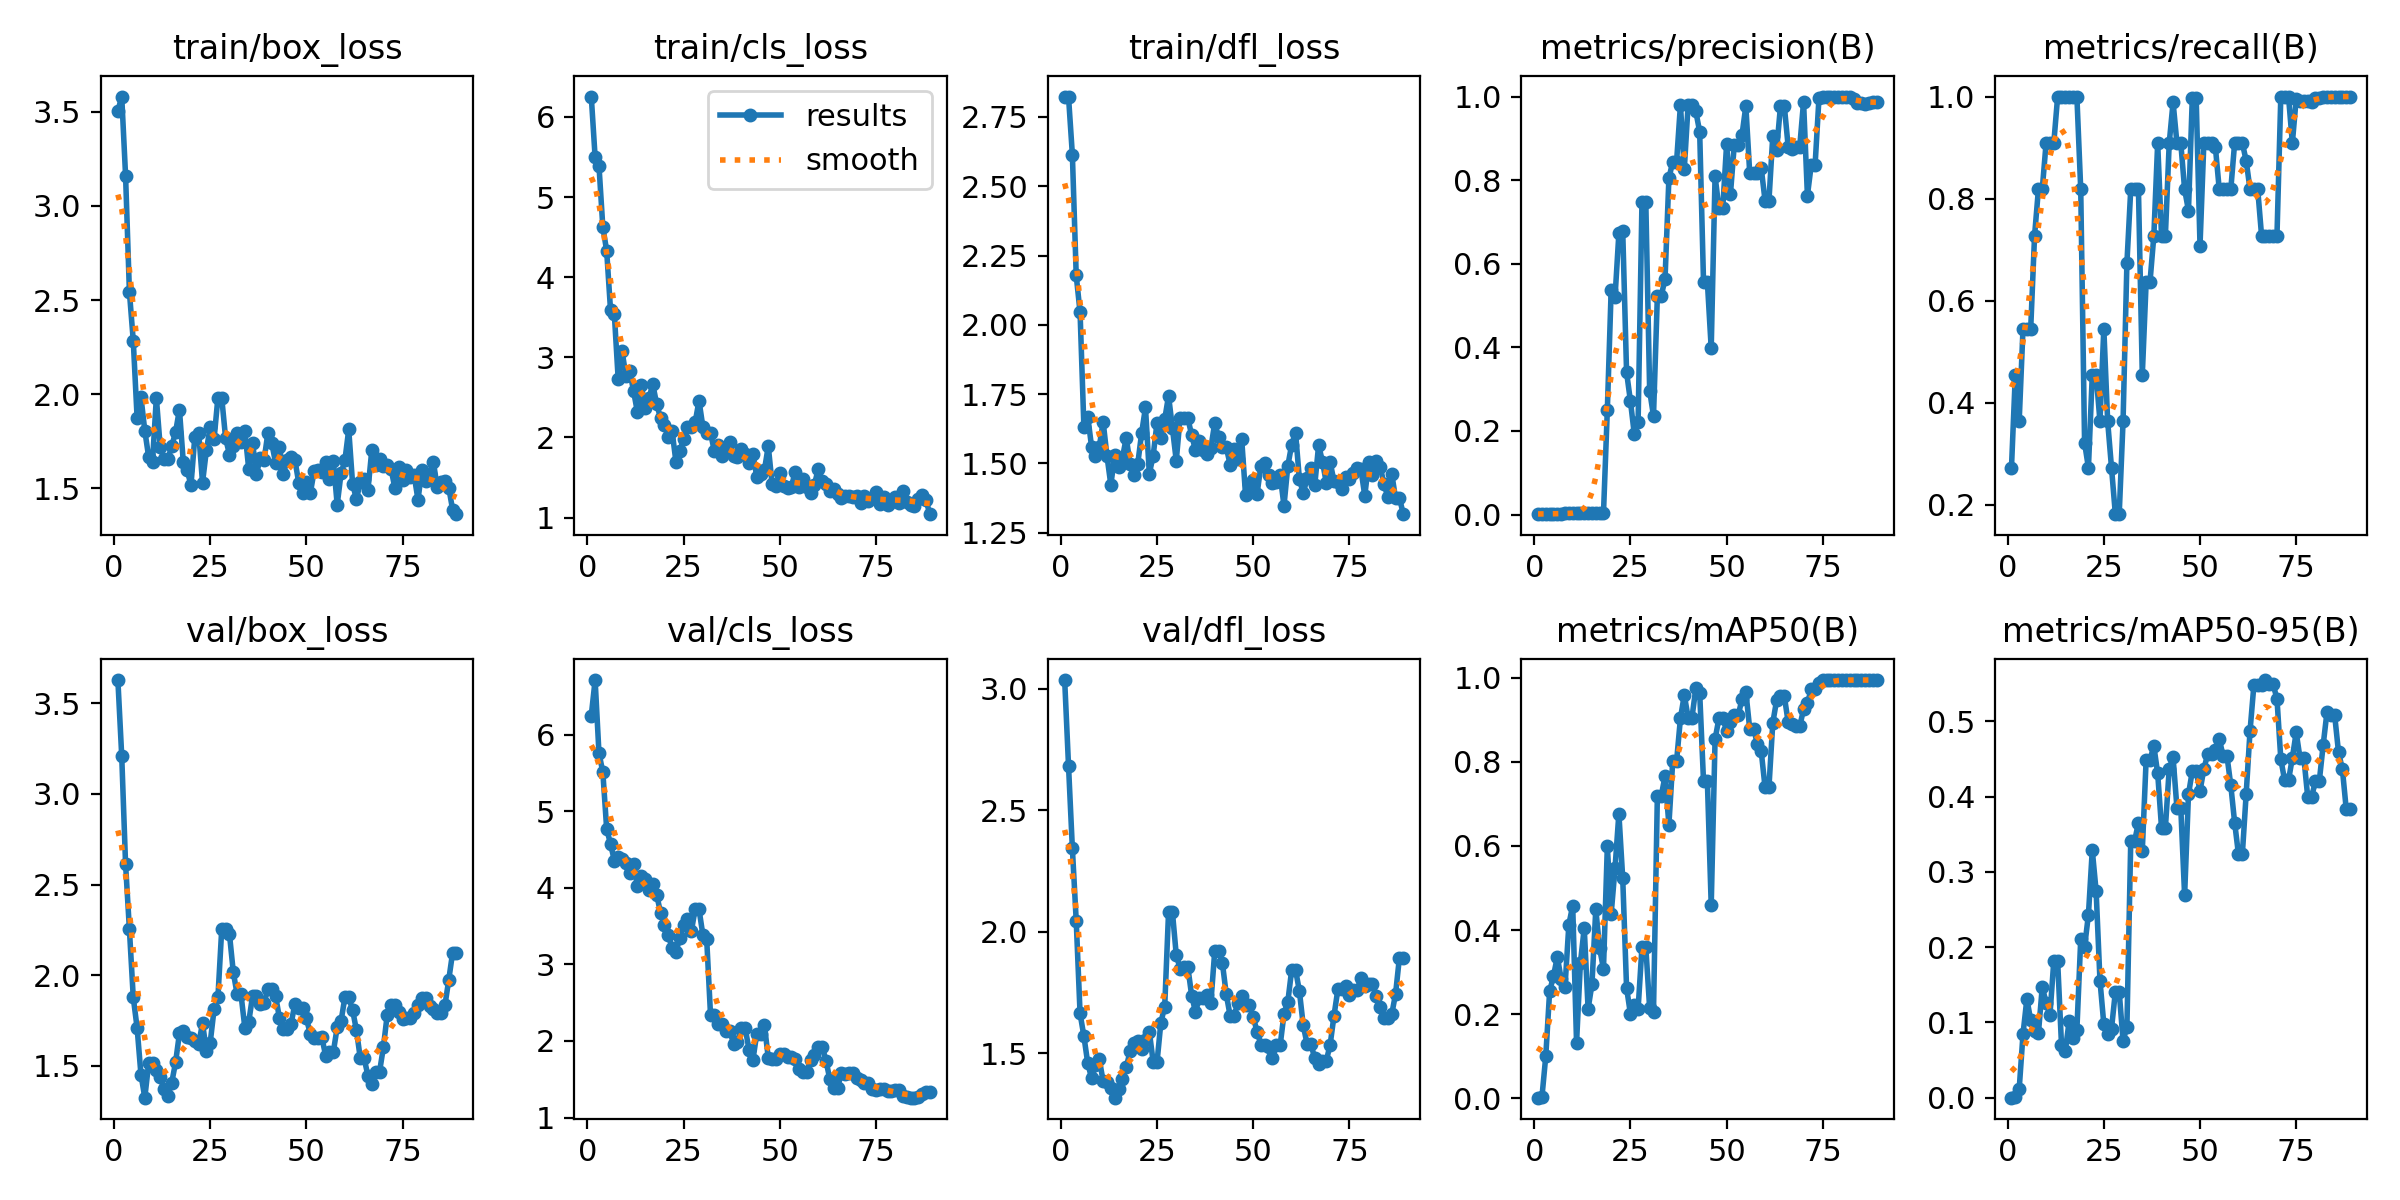 train/box_loss
train/cls_loss
train/dfl_loss
metrics/precision(B)
metrics/recall(B)
3.5
3.0
2.5
2.0
1.5
0 25 50 75
6
5
4
3
2
1
0 25 50 75
results
smooth
2.75
2.50
2.25
2.00
1.75
1.50
1.25
0 25 50 75
1.0
0.8
0.6
0.4
0.2
0.0
0 25 50 75
1.0
0.8
0.6
0.4
0.2
0 25 50 75
val/box_loss
val/cls_loss
val/dfl_loss
metrics/mAP50(B)
metrics/mAP50-95(B)
3.5
3.0
2.5
2.0
1.5
0 25 50 75
6
5
4
3
2
1
0 25 50 75
3.0
2.5
2.0
1.5
0 25 50 75
1.0
0.8
0.6
0.4
0.2
0.0
0 25 50 75
0.5
0.4
0.3
0.2
0.1
0.0
0 25 50 75